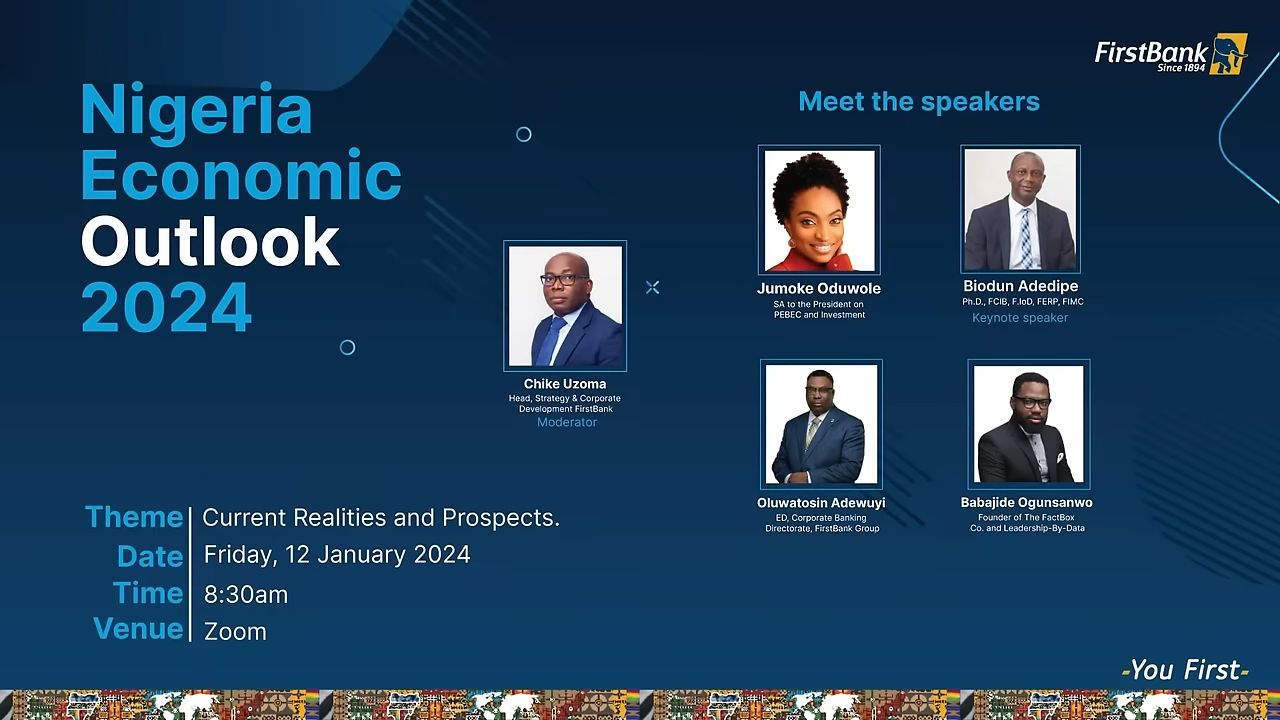 Nigeria
Economic
Outlook
2024
FirstBank
Since 1894
Meet the speakers
Jumoke Oduwole
SA to the President on
PEBEC and Investment
Biodun Adedipe
Ph.D., FCIB, F.IoD, FERP, FIMC
Keynote speaker
Chike Uzoma
Head, Strategy & Corporate
Development FirstBank
Moderator
Oluwatosin Adewuyi
ED, Corporate Banking
Directorate, FirstBank Group
Babajide Ogunsanwo
Founder of The FactBox
Co. and Leadership-By-Data
Theme Current Realities and Prospects.
Date Friday, 12 January 2024
Time 8:30am
Venue Zoom
-You First-